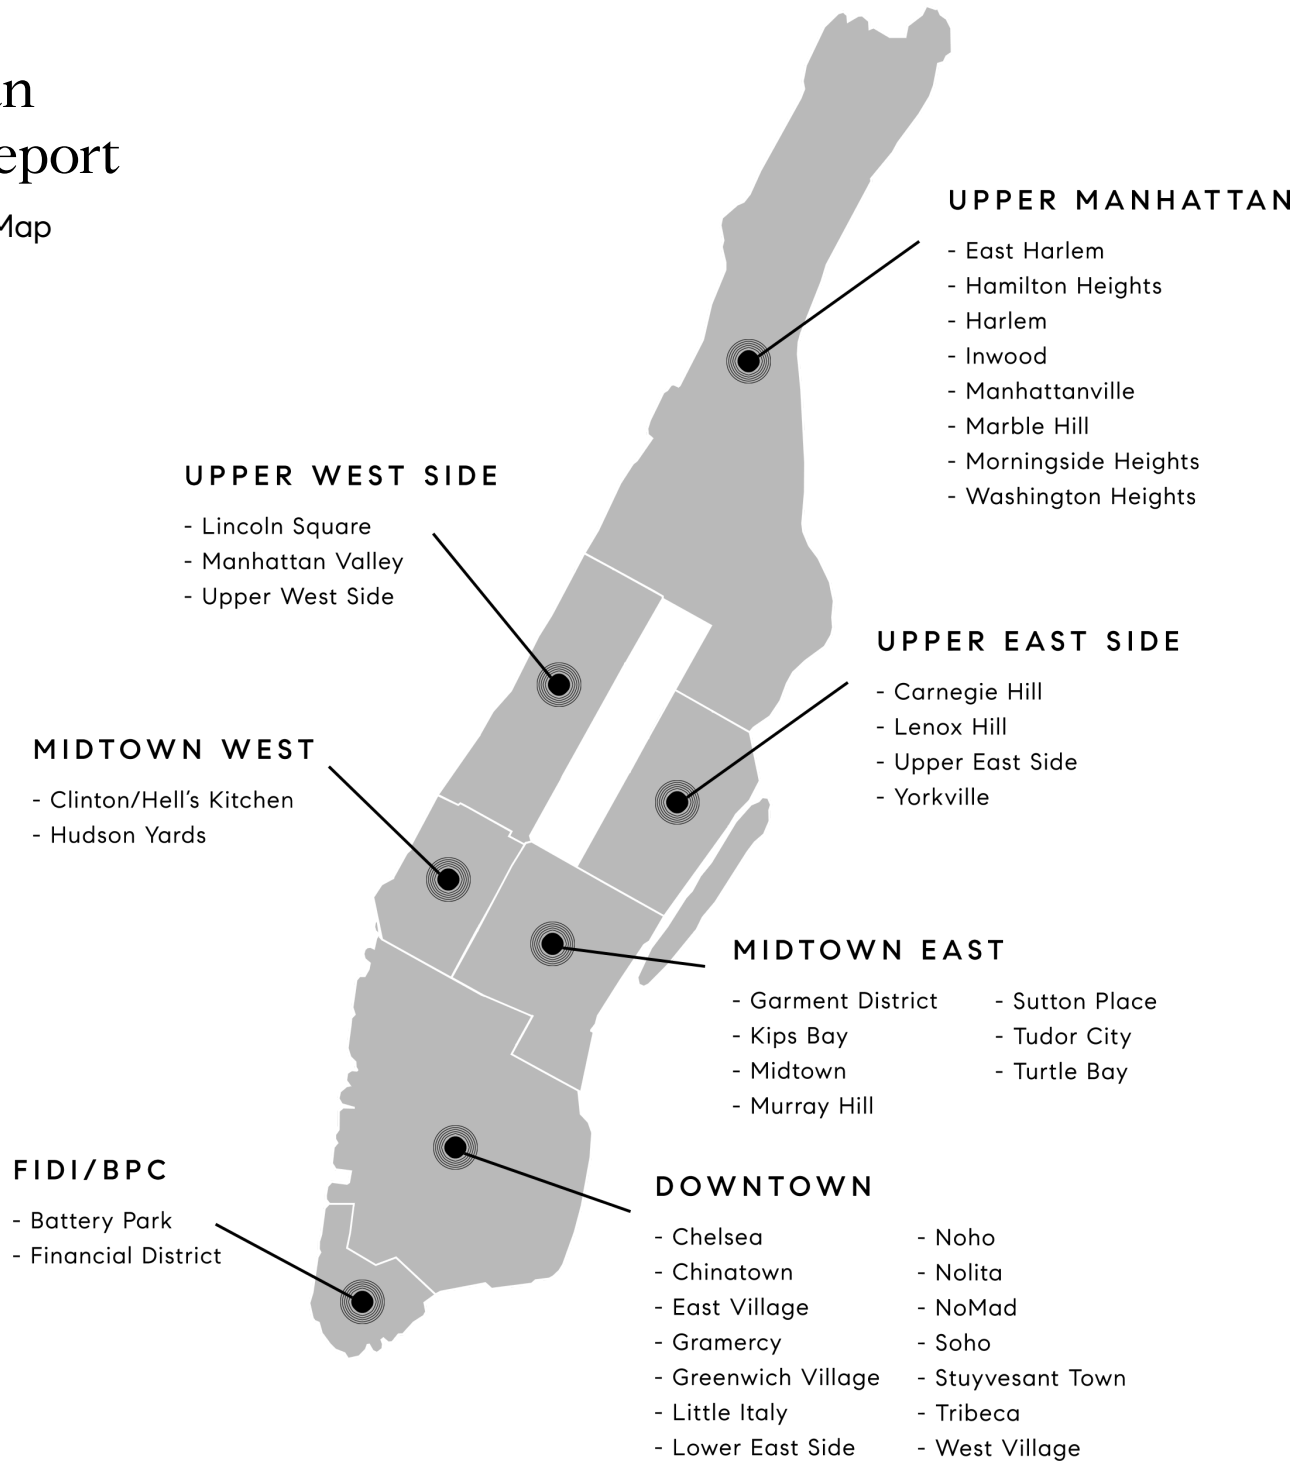 eport
Map
UPPER MANHATTAN
- East Harlem
- Hamilton Heights
- Harlem
- Inwood
- Manhattanville
- Marble Hill
- Morningside Heights
- Washington Heights
UPPER WEST SIDE
- Lincoln Square
- Manhattan Valley
- Upper West Side
UPPER EAST SIDE
- Carnegie Hill
- Lenox Hill
- Upper East Side
- Yorkville
MIDTOWN WEST
- Clinton/Hell's Kitchen
- Hudson Yards
MIDTOWN EAST
- Garment District
- Kips Bay
- Midtown
- Murray Hill
- Sutton Place
- Tudor City
- Turtle Bay
FIDI/BPC
- Battery Park
- Financial District
DOWNTOWN
- Chelsea
- Chinatown
- East Village
- Gramercy
- Greenwich Village
- Little Italy
- Lower East Side
- Noho
- Nolita
- NoMad
- Soho
- Stuyvesant Town
- Tribeca
- West Village